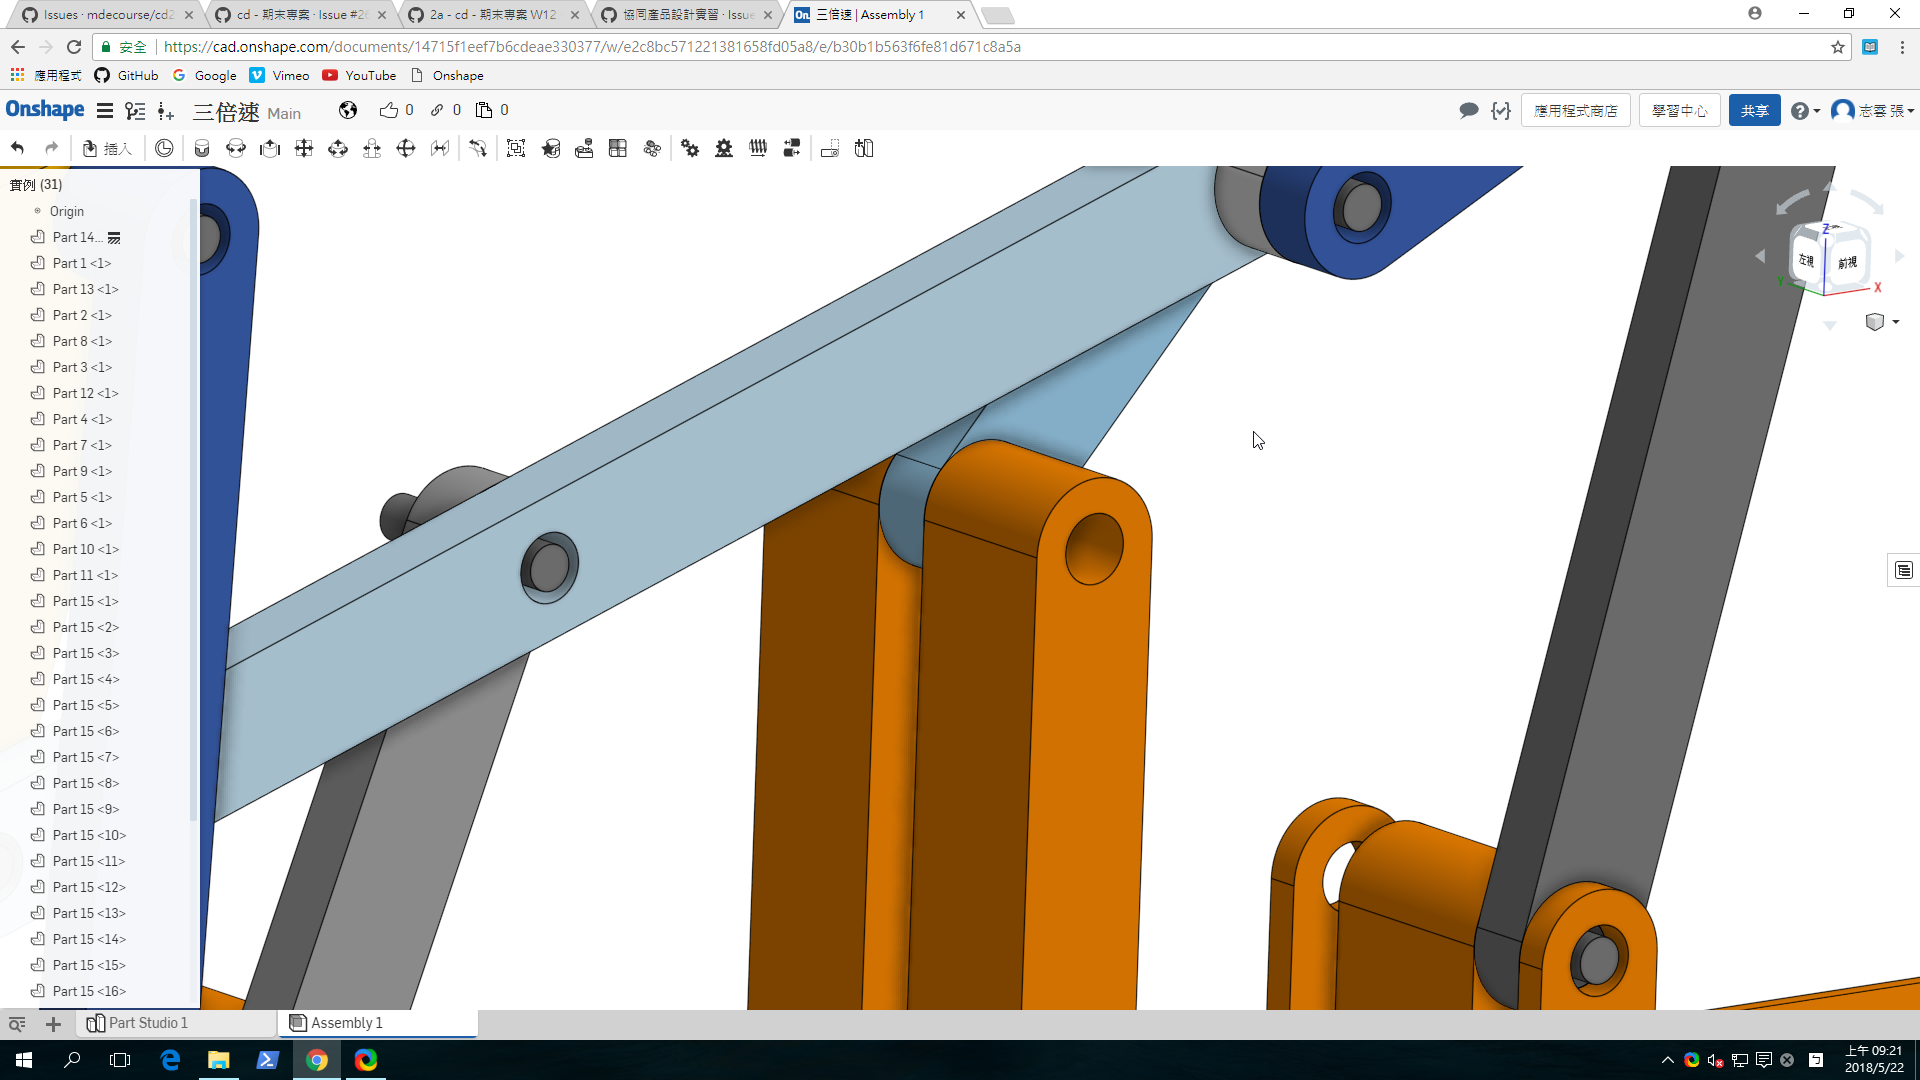 Issues · mdecourse/cd2
cd - 期末專案 · Issue #26
2a - cd - 期末專案 W12
協同產品設計實習 · Issue
三倍速 | Assembly 1
安全
https://cad.onshape.com/documents/14715f1eef7b6cdeae330377/w/e2c8bc571221381658fd05a8/e/b30b1b563f6fe81d671c8a5a
應用程式 GitHub Google Vimeo YouTube Onshape
Onshape 三倍速 Main 0 0 0
應用程式商店 學習中心 共享 志雲 張
插入
實例 (31)
Origin
Part 14...
Part 1 <1>
Part 13 <1>
Part 2 <1>
Part 8 <1>
Part 3 <1>
Part 12 <1>
Part 4 <1>
Part 7 <1>
Part 9 <1>
Part 5 <1>
Part 6 <1>
Part 10 <1>
Part 11 <1>
Part 15 <1>
Part 15 <2>
Part 15 <3>
Part 15 <4>
Part 15 <5>
Part 15 <6>
Part 15 <7>
Part 15 <8>
Part 15 <9>
Part 15 <10>
Part 15 <11>
Part 15 <12>
Part 15 <13>
Part 15 <14>
Part 15 <15>
Part 15 <16>
Z
左視
前視
Y
X
Part Studio 1
Assembly 1
上午 09:21
2018/5/22